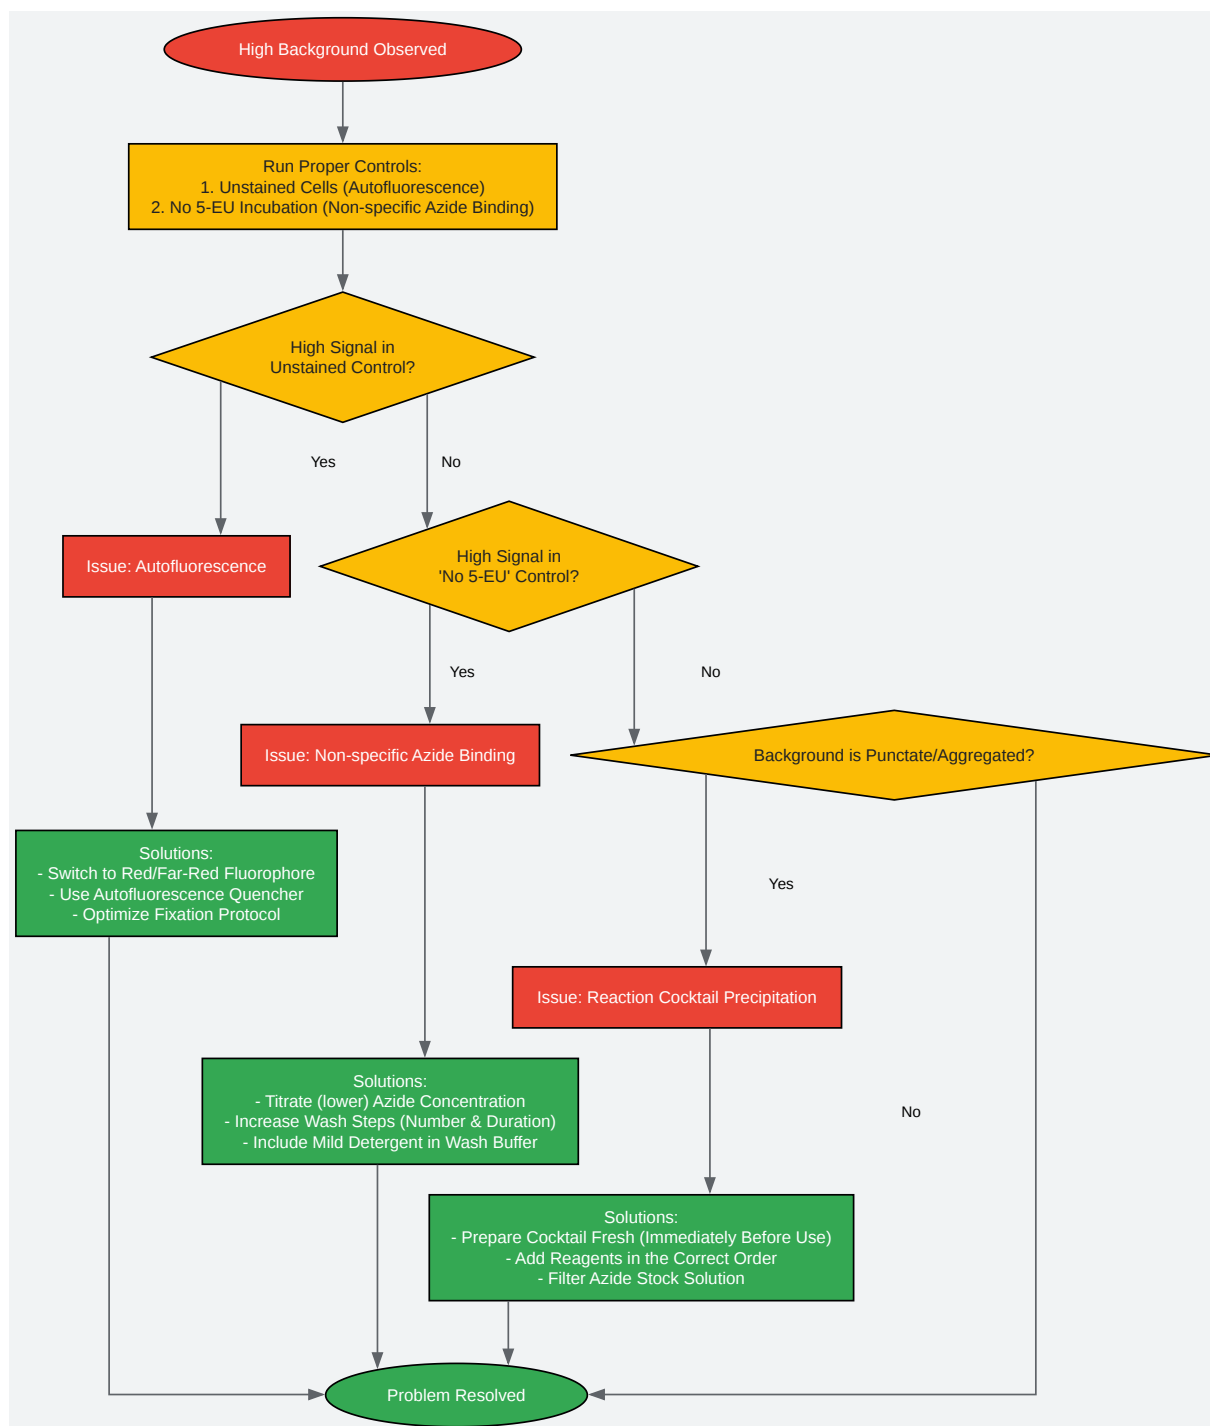 High Background Observed
Run Proper Controls:
1. Unstained Cells (Autofluorescence)
2. No 5-EU Incubation (Non-specific Azide Binding)
High Signal in
Unstained Control?
Yes
No
Issue: Autofluorescence
High Signal in
'No 5-EU' Control?
Yes
No
Issue: Non-specific Azide Binding
Background is Punctate/Aggregated?
Solutions:
- Switch to Red/Far-Red Fluorophore
- Use Autofluorescence Quencher
- Optimize Fixation Protocol
Yes
Issue: Reaction Cocktail Precipitation
Solutions:
- Titrate (lower) Azide Concentration
- Increase Wash Steps (Number & Duration)
- Include Mild Detergent in Wash Buffer
No
Solutions:
- Prepare Cocktail Fresh (Immediately Before Use)
- Add Reagents in the Correct Order
- Filter Azide Stock Solution
Problem Resolved